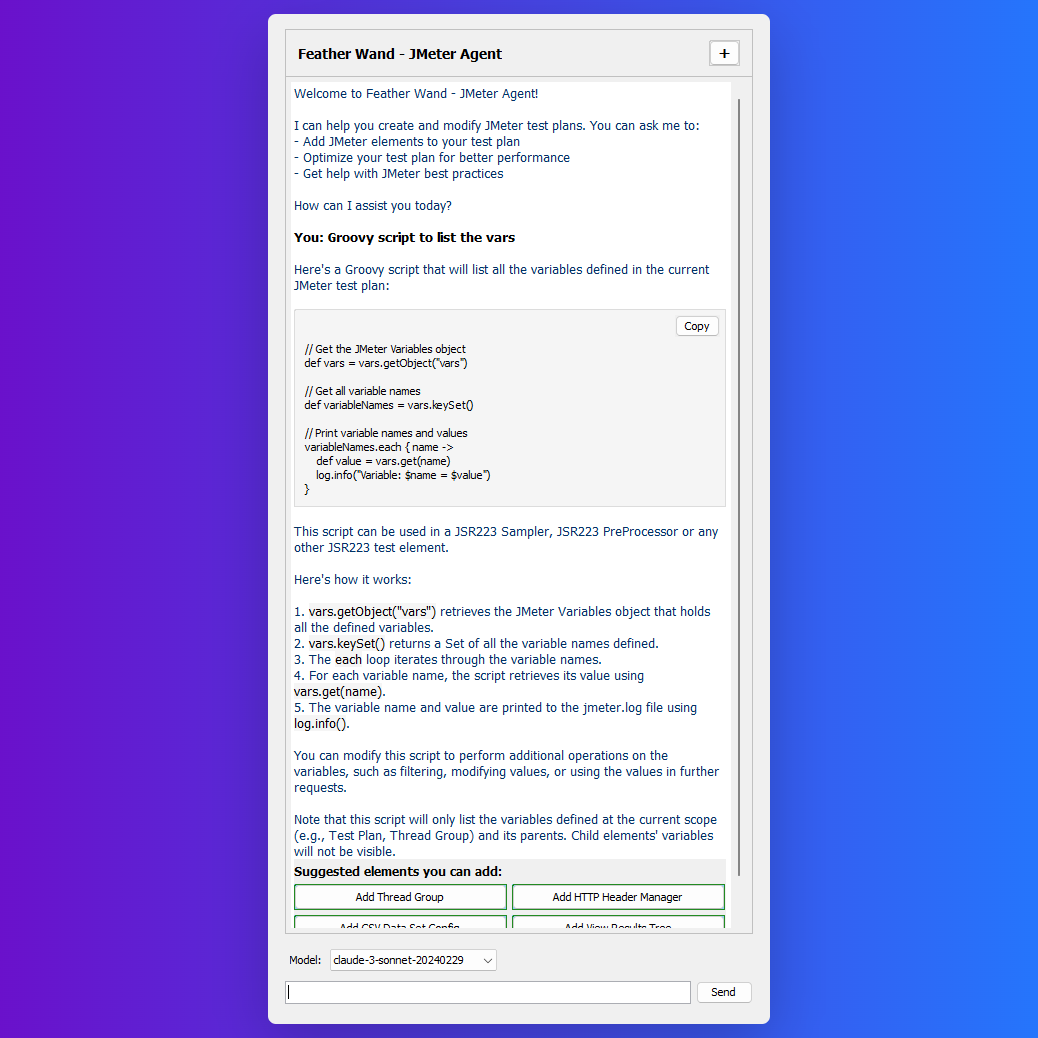 Feather Wand - JMeter Agent
+
Welcome to Feather Wand - JMeter Agent!
I can help you create and modify JMeter test plans. You can ask me to:
- Add JMeter elements to your test plan
- Optimize your test plan for better performance
- Get help with JMeter best practices
How can I assist you today?
You: Groovy script to list the vars
Here's a Groovy script that will list all the variables defined in the current
JMeter test plan:
Copy
// Get the JMeter Variables object
def vars = vars.getObject("vars")
// Get all variable names
def variableNames = vars.keySet()
// Print variable names and values
variableNames.each { name ->
def value = vars.get(name)
log.info("Variable: $name = $value")
}
This script can be used in a JSR223 Sampler, JSR223 PreProcessor or any
other JSR223 test element.
Here's how it works:
1. vars.getObject("vars") retrieves the JMeter Variables object that holds
all the defined variables.
2. vars.keySet() returns a Set of all the variable names defined.
3. The each loop iterates through the variable names.
4. For each variable name, the script retrieves its value using
vars.get(name).
5. The variable name and value are printed to the jmeter.log file using
log.info().
You can modify this script to perform additional operations on the
variables, such as filtering, modifying values, or using the values in further
requests.
Note that this script will only list the variables defined at the current scope
(e.g., Test Plan, Thread Group) and its parents. Child elements' variables
will not be visible.
Suggested elements you can add:
Add Thread Group
Add HTTP Header Manager
Add CSV Data Set Config
Add View Results Tree
Model: claude-3-sonnet-20240229
Send